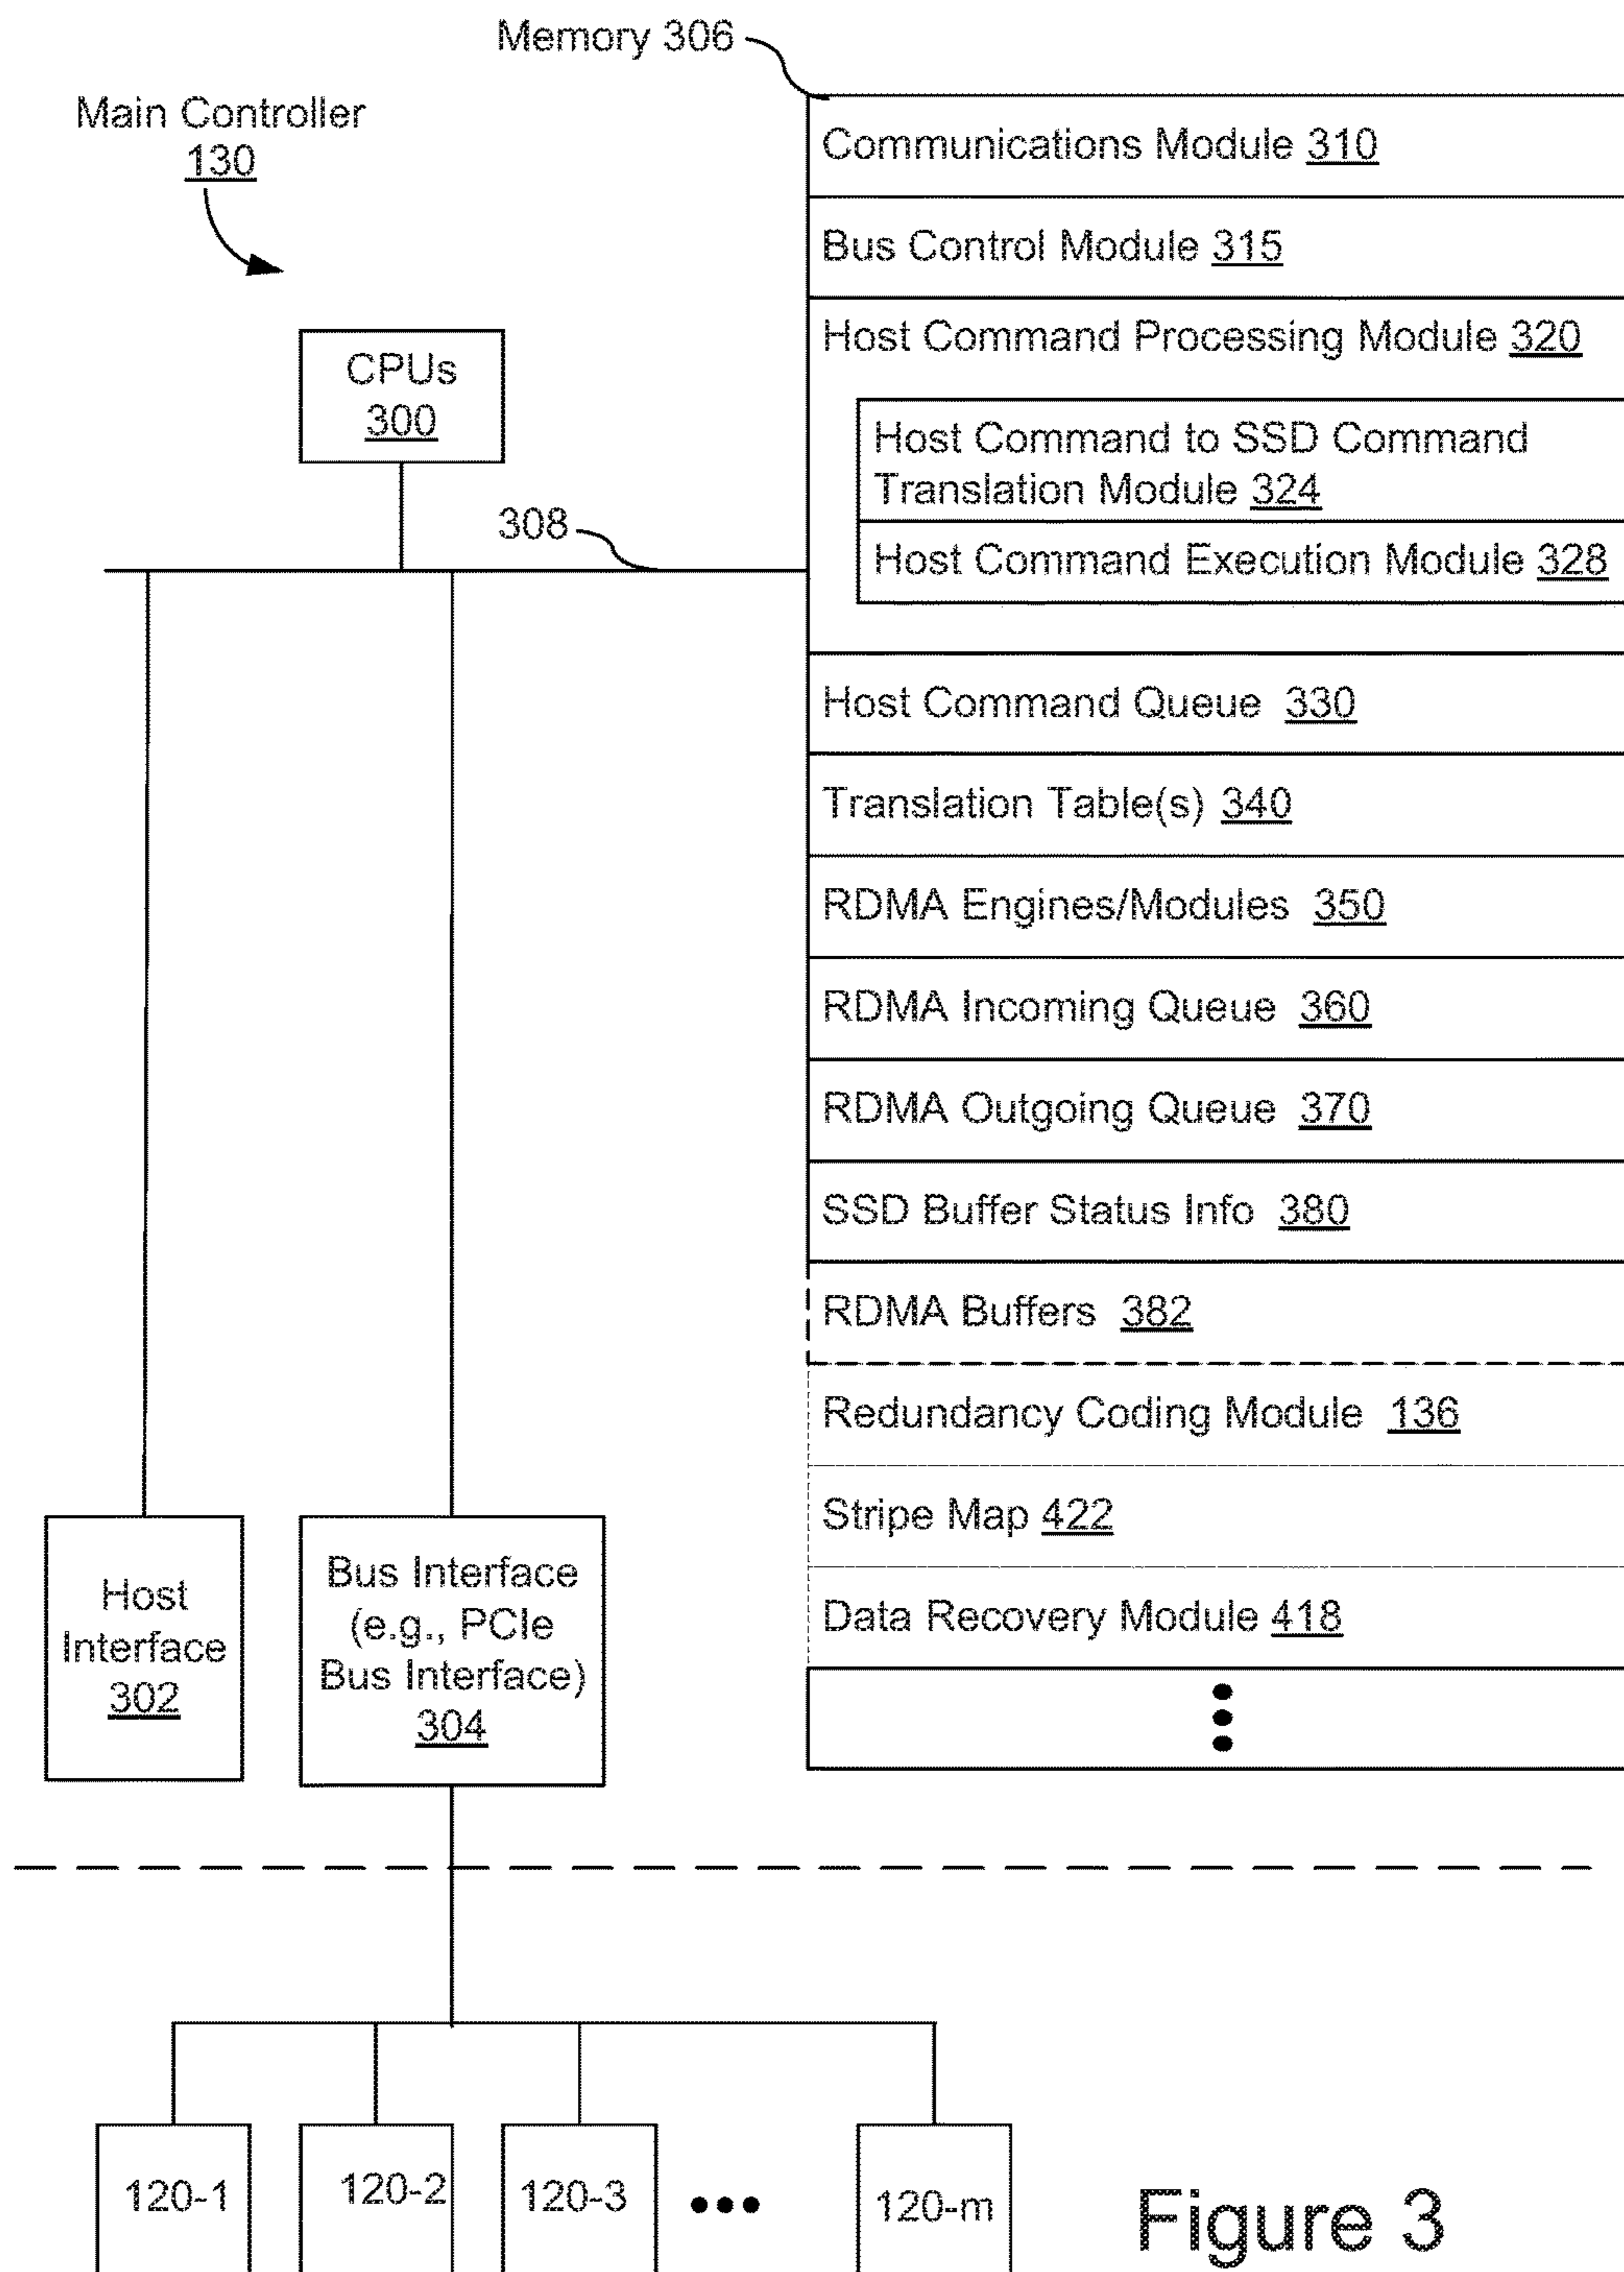 Memory 306
Main Controller
130
Communications Module 310
Bus Control Module 315
Host Command Processing Module 320
Host Command to SSD Command
Translation Module 324
Host Command Execution Module 328
CPUs
300
308
Host Command Queue 330
Translation Table(s) 340
RDMA Engines/Modules 350
RDMA Incoming Queue 360
RDMA Outgoing Queue 370
SSD Buffer Status Info 380
RDMA Buffers 382
Redundancy Coding Module 136
Stripe Map 422
Data Recovery Module 418
Host
Interface
302
Bus Interface
(e.g., PCIe
Bus Interface)
304
120-1
120-2
120-3
120-m
Figure 3